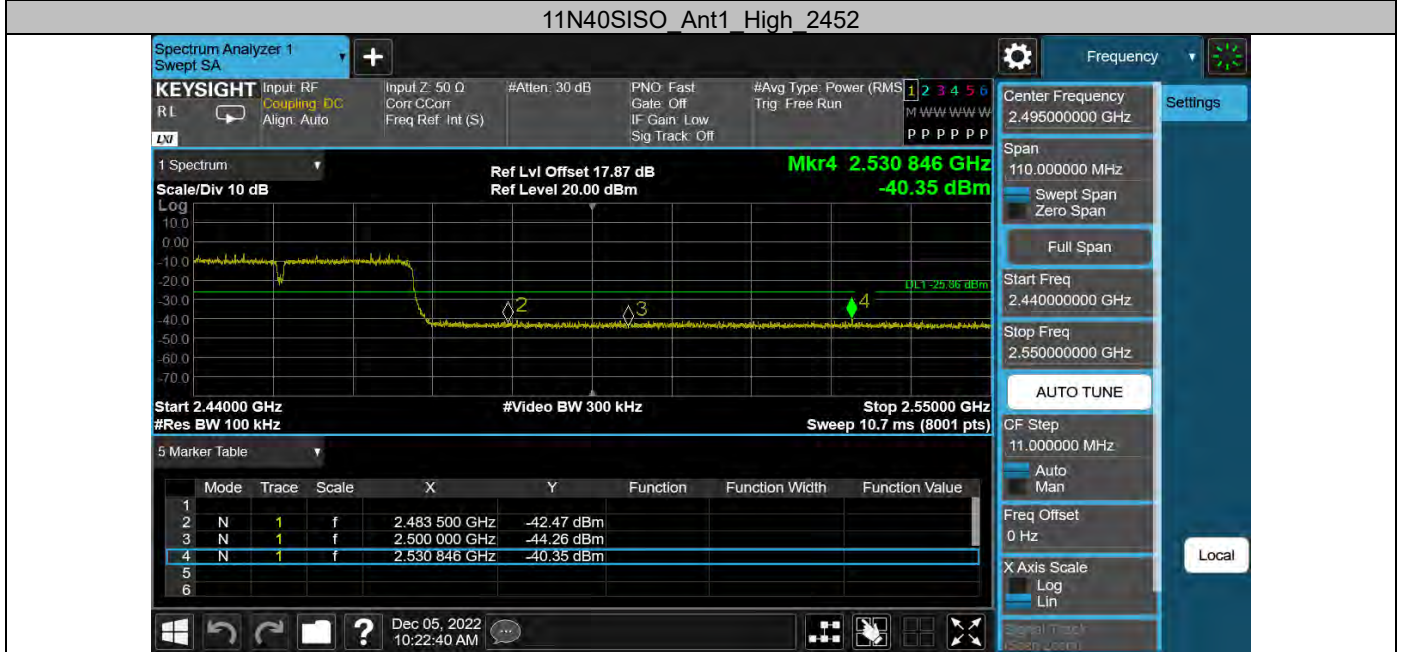 11N40SISO_Ant1_High_2452
Spectrum Analyzer 1
Swept SA
+
Frequency
KEYSIGHT
RL
LXI
Input: RF
Coupling: DC
Align: Auto
Input Z: 50 Ω
Corr CCorr
Freq Ref: Int (S)
#Atten: 30 dB
PNO: Fast
Gate: Off
IF Gain: Low
Sig Track: Off
#Avg Type: Power (RMS
Trig: Free Run
1 2 3 4 5 6
M W W W W W
P P P P P P
Center Frequency
2.495000000 GHz
Settings
1 Spectrum
Scale/Div 10 dB
Ref Lvl Offset 17.87 dB
Ref Level 20.00 dBm
Mkr4 2.530 846 GHz
-40.35 dBm
Span
110.000000 MHz
Swept Span
Zero Span
Full Span
Log
10.0
0.00
-10.0
-20.0
-30.0
-40.0
-50.0
-60.0
-70.0
DL1 -25.86 dBm
2
3
4
Start Freq
2.440000000 GHz
Stop Freq
2.550000000 GHz
AUTO TUNE
Start 2.44000 GHz
#Video BW 300 kHz
Stop 2.55000 GHz
#Res BW 100 kHz
Sweep 10.7 ms (8001 pts)
CF Step
11.000000 MHz
Auto
Man
5 Marker Table
Mode Trace Scale X Y Function Function Width Function Value
1
2 N 1 f 2.483 500 GHz -42.47 dBm
3 N 1 f 2.500 000 GHz -44.26 dBm
4 N 1 f 2.530 846 GHz -40.35 dBm
5
6
Freq Offset
0 Hz
X Axis Scale
Log
Lin
Local
Signal Track
(Span Zoom)
?
Dec 05, 2022
10:22:40 AM